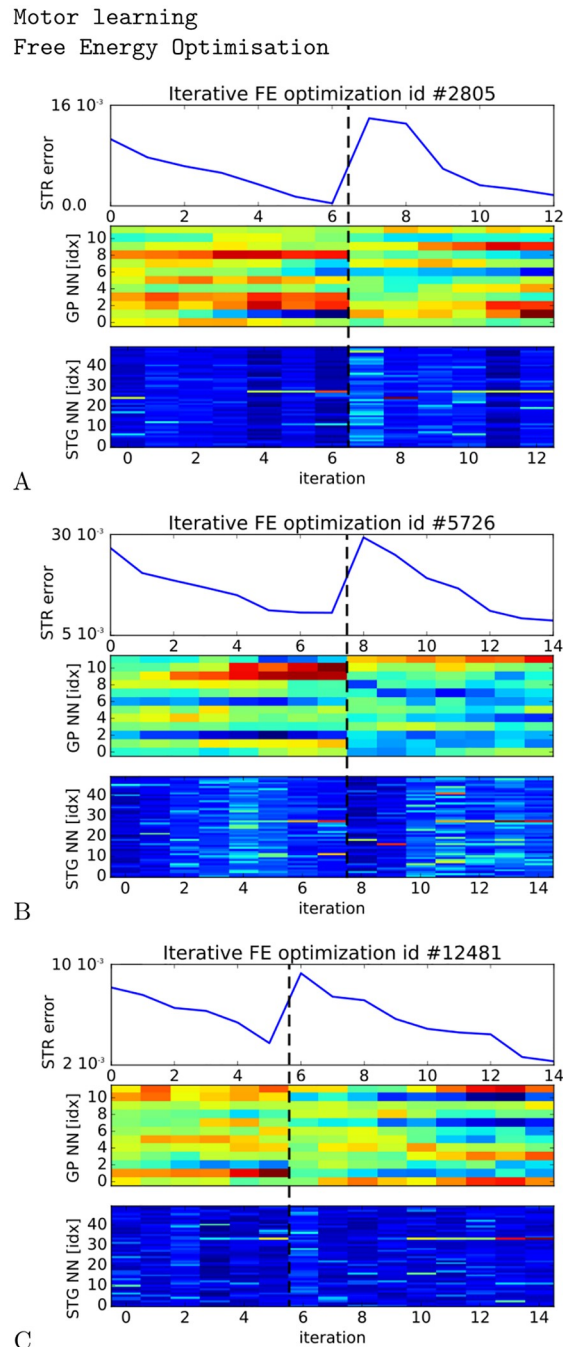 Motor learning
Free Energy Optimisation
Iterative FE optimization id #2805
16 10⁻³
STR error
0.0
0 2 4 6 8 10 12
GP NN [idx]
10
8
6
4
2
0
STG NN [idx]
40
30
20
10
0
0 2 4 6 8 10 12
iteration
A
Iterative FE optimization id #5726
30 10⁻³
STR error
5 10⁻³
0 2 4 6 8 10 12 14
GP NN [idx]
10
8
6
4
2
0
STG NN [idx]
40
30
20
10
0
0 2 4 6 8 10 12 14
iteration
B
Iterative FE optimization id #12481
10 10⁻³
STR error
2 10⁻³
0 2 4 6 8 10 12 14
GP NN [idx]
10
8
6
4
2
0
STG NN [idx]
40
30
20
10
0
0 2 4 6 8 10 12 14
iteration
C